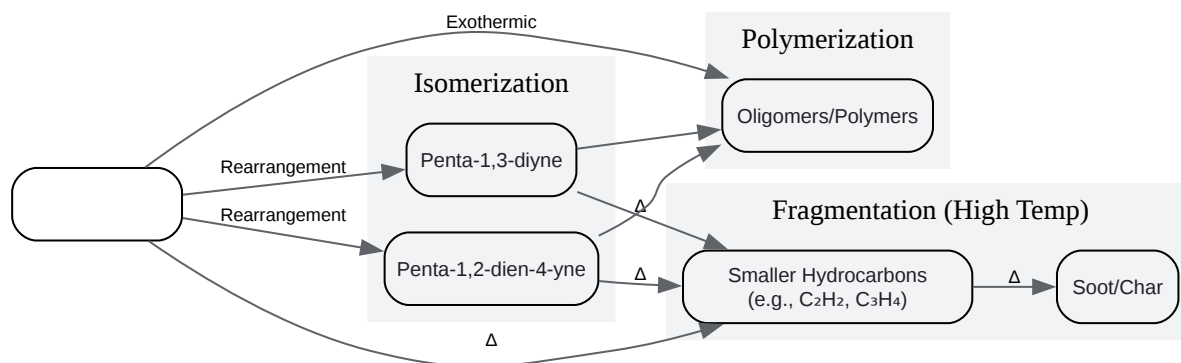 Exothermic
Polymerization
Oligomers/Polymers
Isomerization
Rearrangement
Penta-1,3-diyne
Rearrangement
Penta-1,2-dien-4-yne
Δ
Fragmentation (High Temp)
Δ
Smaller Hydrocarbons
(e.g., C₂H₂, C₃H₄)
Δ
Soot/Char
Δ